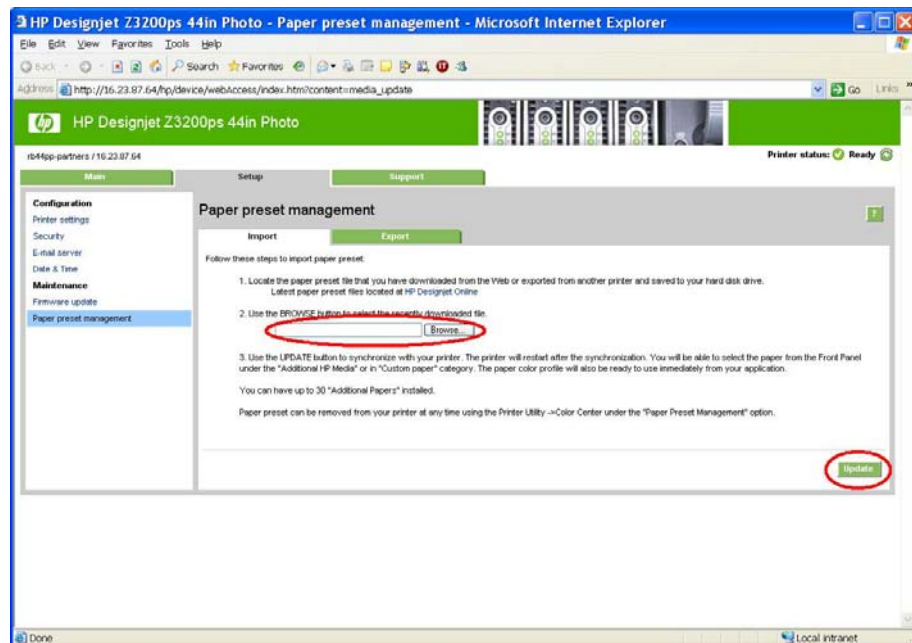 HP Designjet Z3200ps 44in Photo - Paper preset management - Microsoft Internet Explorer
File Edit View Favorites Tools Help
Back Search Favorites
Address http://16.23.87.64/hp/device/webAccess/index.htm?content=media_update Go Links
hp HP Designjet Z3200ps 44in Photo
rb44pp-partners / 16.23.87.64 Printer status: Ready
Main Setup Support
Configuration
Printer settings
Security
E-mail server
Date & Time
Maintenance
Firmware update
Paper preset management
Paper preset management ?
Import Export
Follow these steps to import paper preset:
1. Locate the paper preset file that you have downloaded from the Web or exported from another printer and saved to your hard disk drive.
Latest paper preset files located at HP Designjet Online
2. Use the BROWSE button to select the recently downloaded file.
Browse...
3. Use the UPDATE button to synchronize with your printer. The printer will restart after the synchronization. You will be able to select the paper from the Front Panel
under the "Additional HP Media" or in "Custom paper" category. The paper color profile will also be ready to use immediately from your application.
You can have up to 30 "Additional Papers" installed.
Paper preset can be removed from your printer at any time using the Printer Utility ->Color Center under the "Paper Preset Management" option.
Update
Done Local intranet